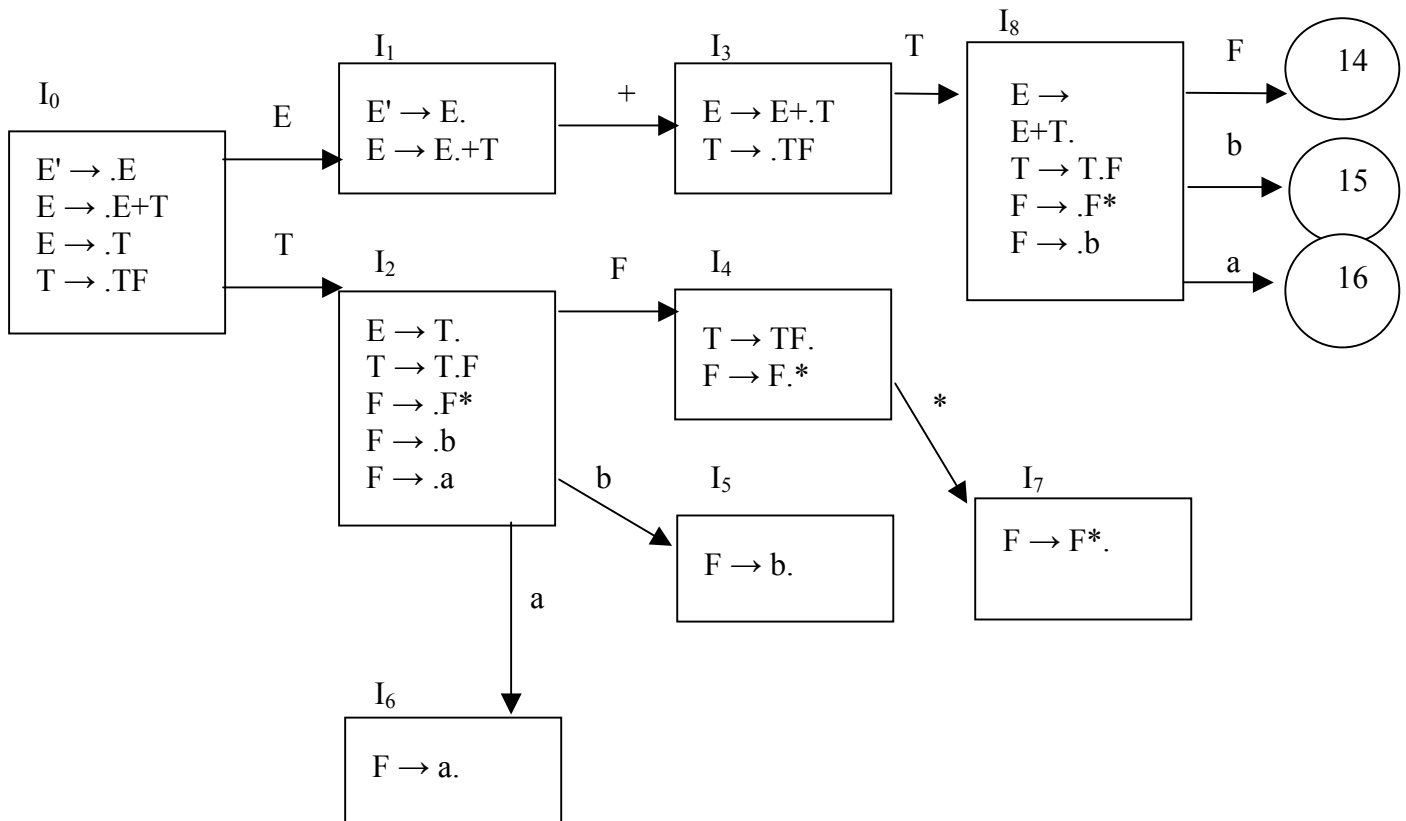 I₀
E' → .E
E → .E+T
E → .T
T → .TF
E
T
I₁
E' → E.
E → E.+T
+
I₃
E → E+.T
T → .TF
T
I₈
E →
E+T.
T → T.F
F → .F*
F → .b
F
14
b
15
a
16
I₂
E → T.
T → T.F
F → .F*
F → .b
F → .a
F
I₄
T → TF.
F → F.*
*
b
I₅
F → b.
I₇
F → F*.
a
I₆
F → a.